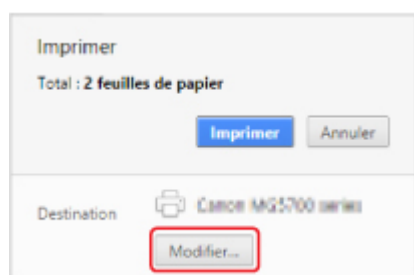 Imprimer
Total : 2 feuilles de papier
Imprimer Annuler
Destination Canon MG5700 series
Modifier...